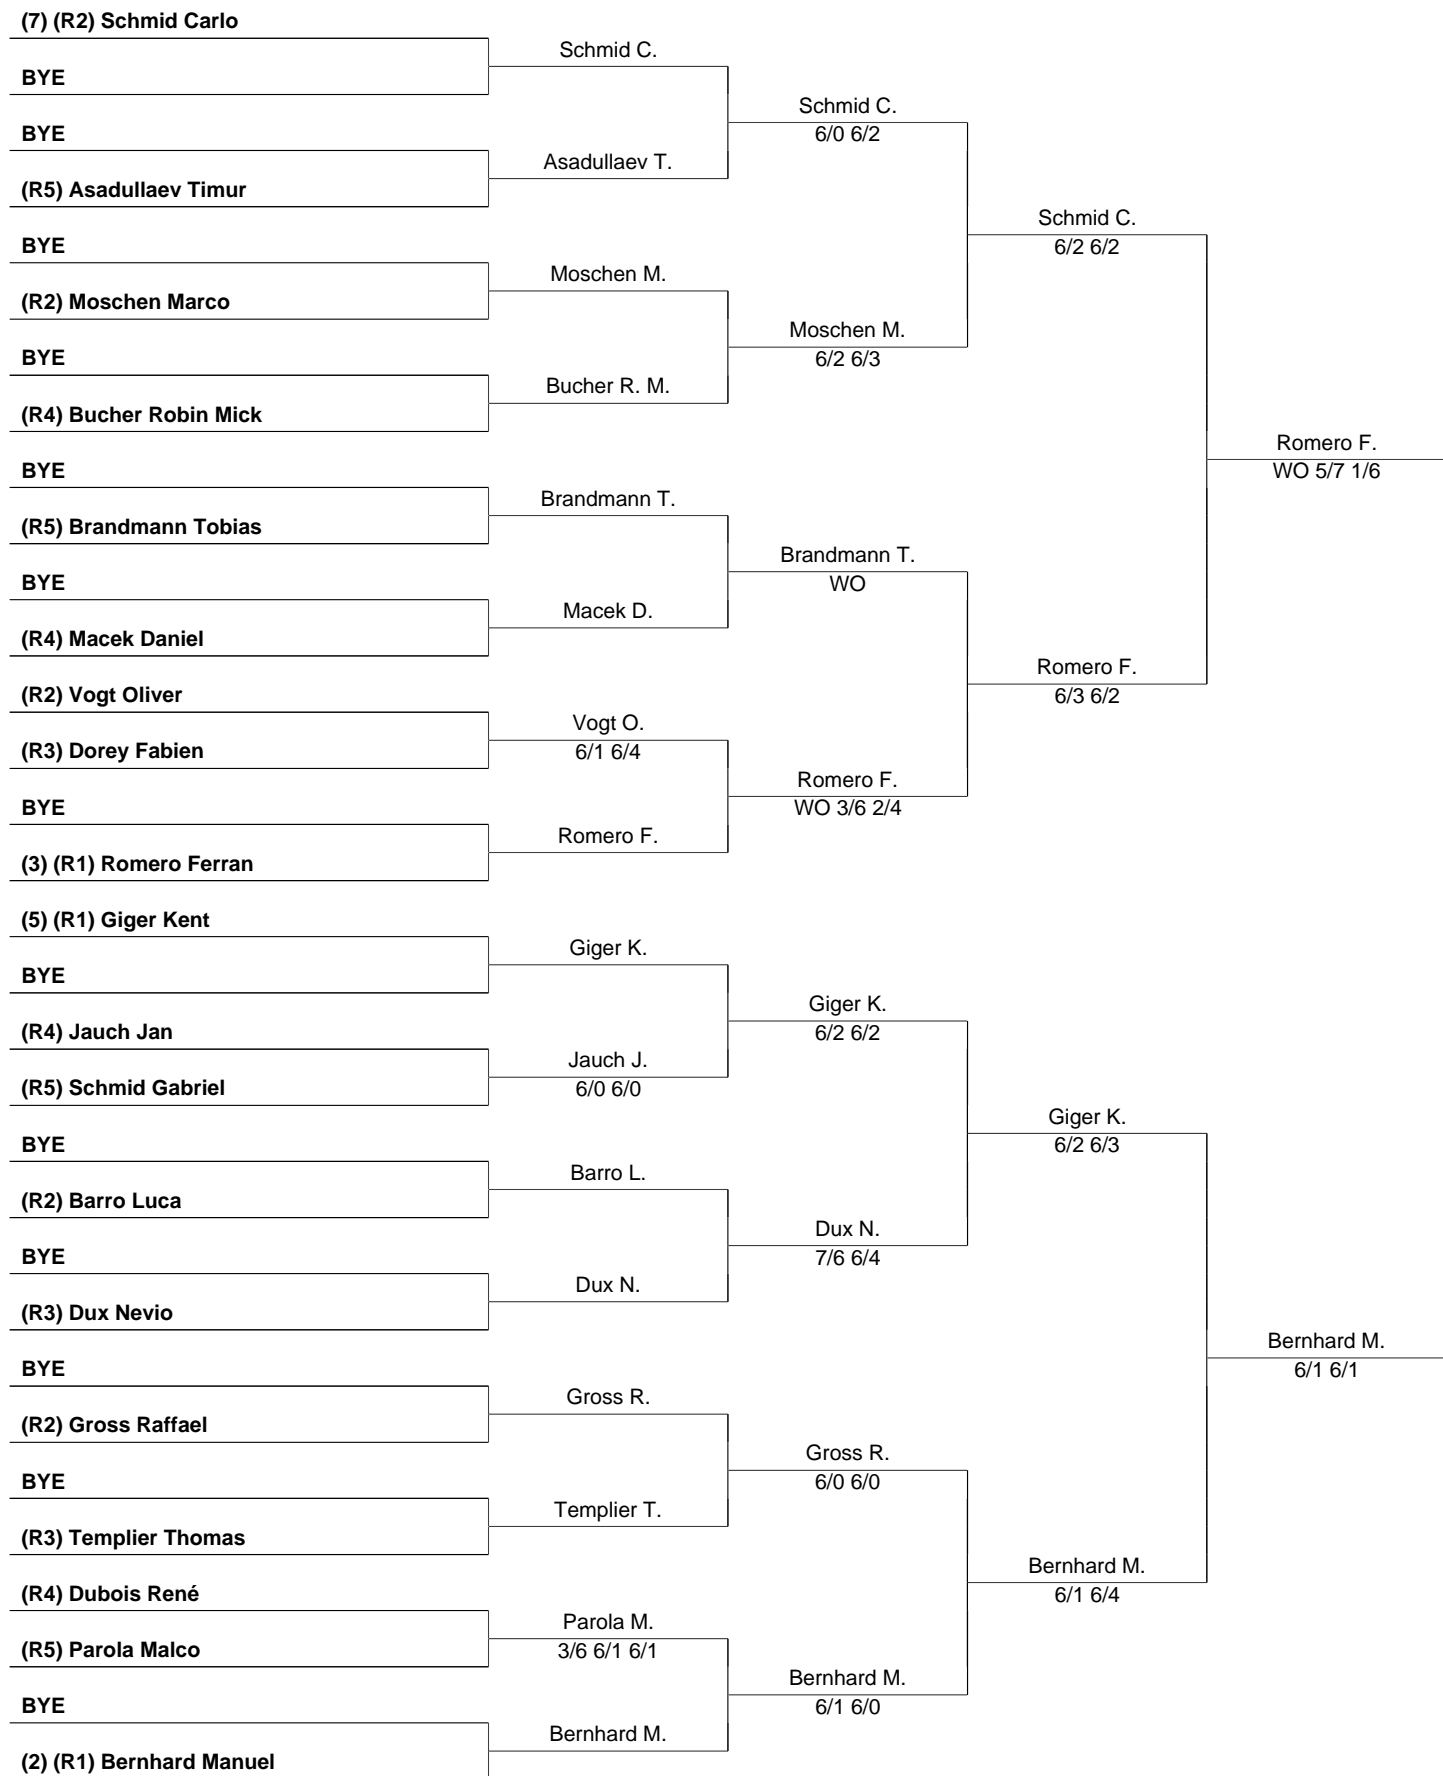 (7) (R2) Schmid Carlo
Schmid C.
BYE
Schmid C.
6/0 6/2
BYE
Asadullaev T.
(R5) Asadullaev Timur
Schmid C.
6/2 6/2
BYE
Moschen M.
(R2) Moschen Marco
Moschen M.
6/2 6/3
BYE
Bucher R. M.
(R4) Bucher Robin Mick
Romero F.
WO 5/7 1/6
BYE
Brandmann T.
(R5) Brandmann Tobias
Brandmann T.
WO
BYE
Macek D.
(R4) Macek Daniel
Romero F.
6/3 6/2
(R2) Vogt Oliver
Vogt O.
6/1 6/4
(R3) Dorey Fabien
Romero F.
WO 3/6 2/4
BYE
Romero F.
(3) (R1) Romero Ferran
(5) (R1) Giger Kent
Giger K.
BYE
Giger K.
6/2 6/2
(R4) Jauch Jan
Jauch J.
6/0 6/0
(R5) Schmid Gabriel
Giger K.
6/2 6/3
BYE
Barro L.
(R2) Barro Luca
Dux N.
7/6 6/4
BYE
Dux N.
(R3) Dux Nevio
Bernhard M.
6/1 6/1
BYE
Gross R.
(R2) Gross Raffael
Gross R.
6/0 6/0
BYE
Templier T.
(R3) Templier Thomas
Bernhard M.
6/1 6/4
(R4) Dubois René
Parola M.
3/6 6/1 6/1
(R5) Parola Malco
Bernhard M.
6/1 6/0
BYE
Bernhard M.
(2) (R1) Bernhard Manuel